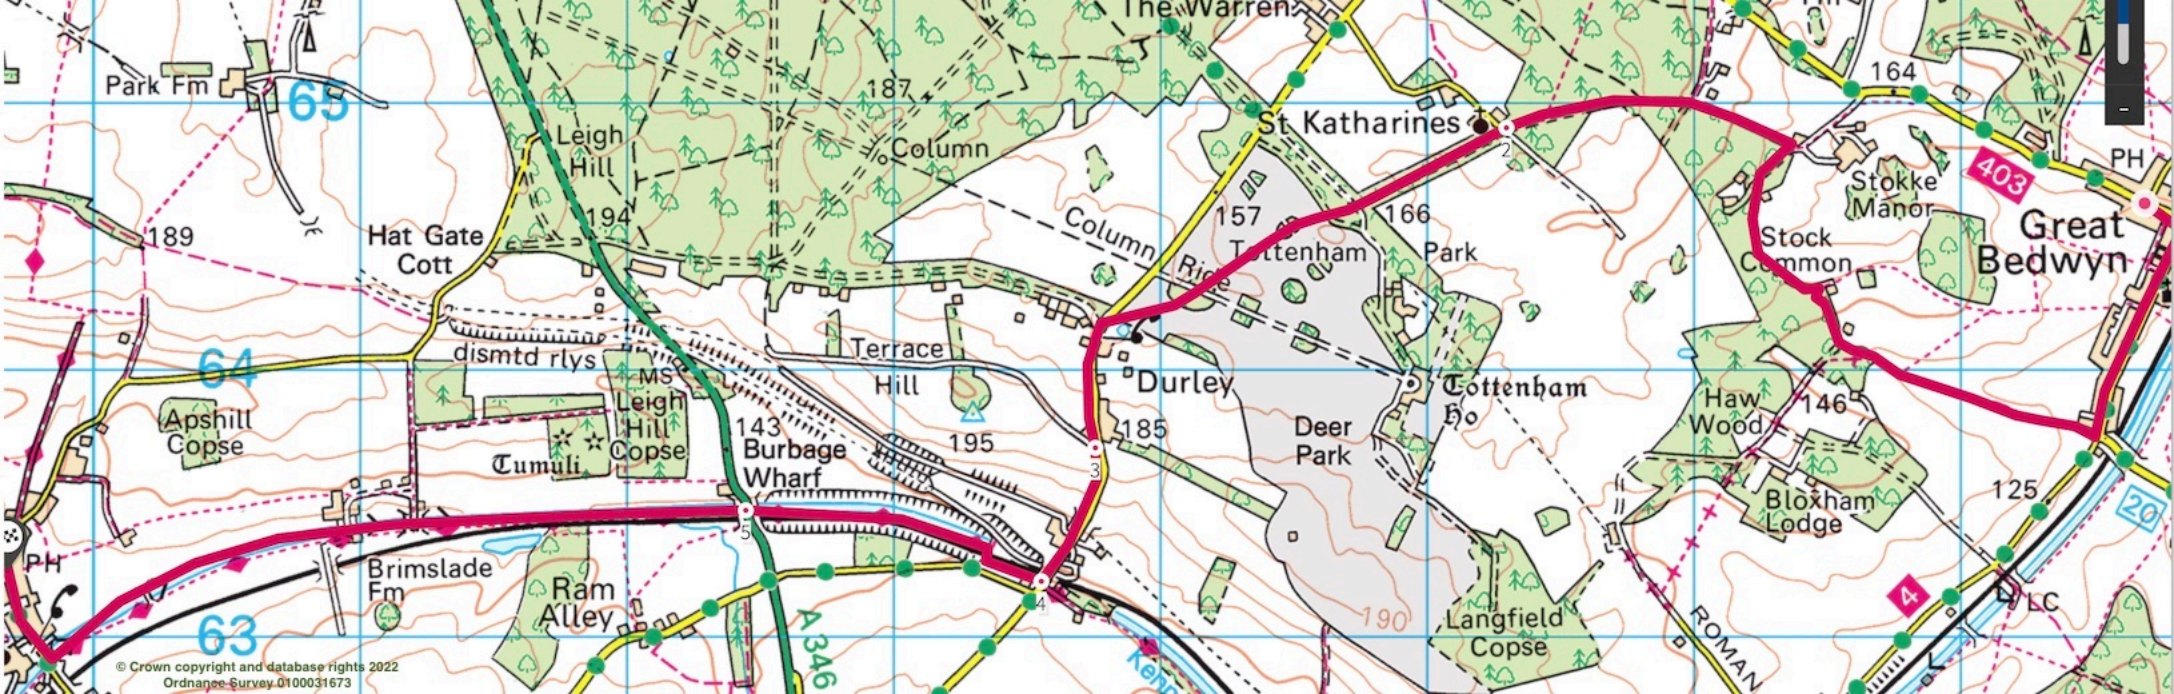 The Warren
Park Fm
65
187
164
Leigh
Hill
St Katharines
2
PH
Column
403
Stokke
Manor
189
Hat Gate
Cott
194
Column Ride
157
166
Great
Bedwyn
Tottenham
Park
Stock
Common
64
dismtd rlys
MS
Terrace
Hill
Durley
Tottenham
Ho
Apshill
Copse
Leigh
Hill
Copse
143
Burbage
Wharf
195
185
3
Deer
Park
Haw
Wood
146
Tumuli
Bloxham
Lodge
125
20
5
PH
Brimslade
Fm
Ram
Alley
4
190
Langfield
Copse
4
LC
63
A 346
ROMAN
© Crown copyright and database rights 2022
Ordnance Survey 0100031673